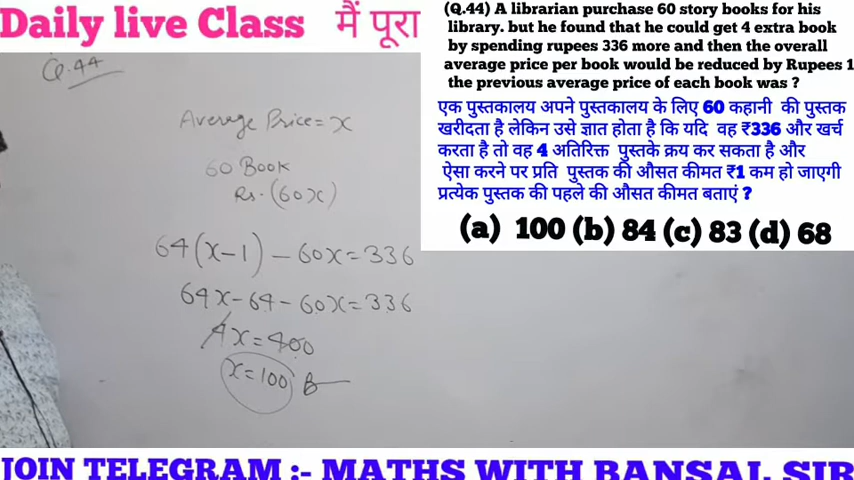 Daily live Class में पूरा
(Q.44) A librarian purchase 60 story books for his
library. but he found that he could get 4 extra book
by spending rupees 336 more and then the overall
average price per book would be reduced by Rupees 1
the previous average price of each book was ?
एक पुस्तकालय अपने पुस्तकालय के लिए 60 कहानी की पुस्तक
खरीदता है लेकिन उसे ज्ञात होता है कि यदि वह ₹336 और खर्च
करता है तो वह 4 अतिरिक्त पुस्तके क्रय कर सकता है और
ऐसा करने पर प्रति पुस्तक की औसत कीमत ₹1 कम हो जाएगी
प्रत्येक पुस्तक की पहले की औसत कीमत बताएं ?
(a) 100 (b) 84 (c) 83 (d) 68
Q.44
Average Price = x
60 Book
Rs. (60x)
64(x-1) - 60x = 336
64x - 64 - 60x = 336
4x = 400
x = 100
JOIN TELEGRAM :- MATHS WITH BANSAL SIR